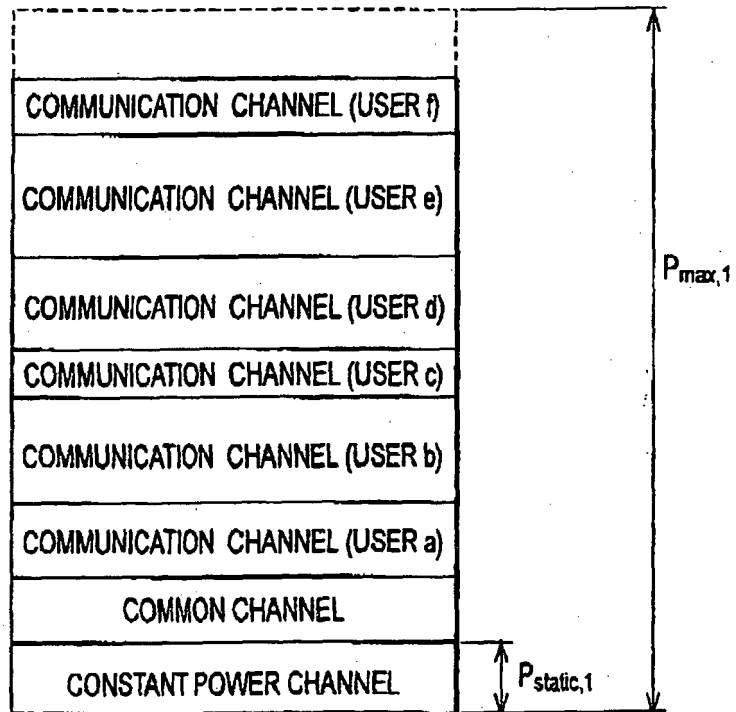 COMMUNICATION CHANNEL (USER f)
COMMUNICATION CHANNEL (USER e)
COMMUNICATION CHANNEL (USER d)
COMMUNICATION CHANNEL (USER c)
COMMUNICATION CHANNEL (USER b)
COMMUNICATION CHANNEL (USER a)
COMMON CHANNEL
CONSTANT POWER CHANNEL
Pmax,1
Pstatic,1